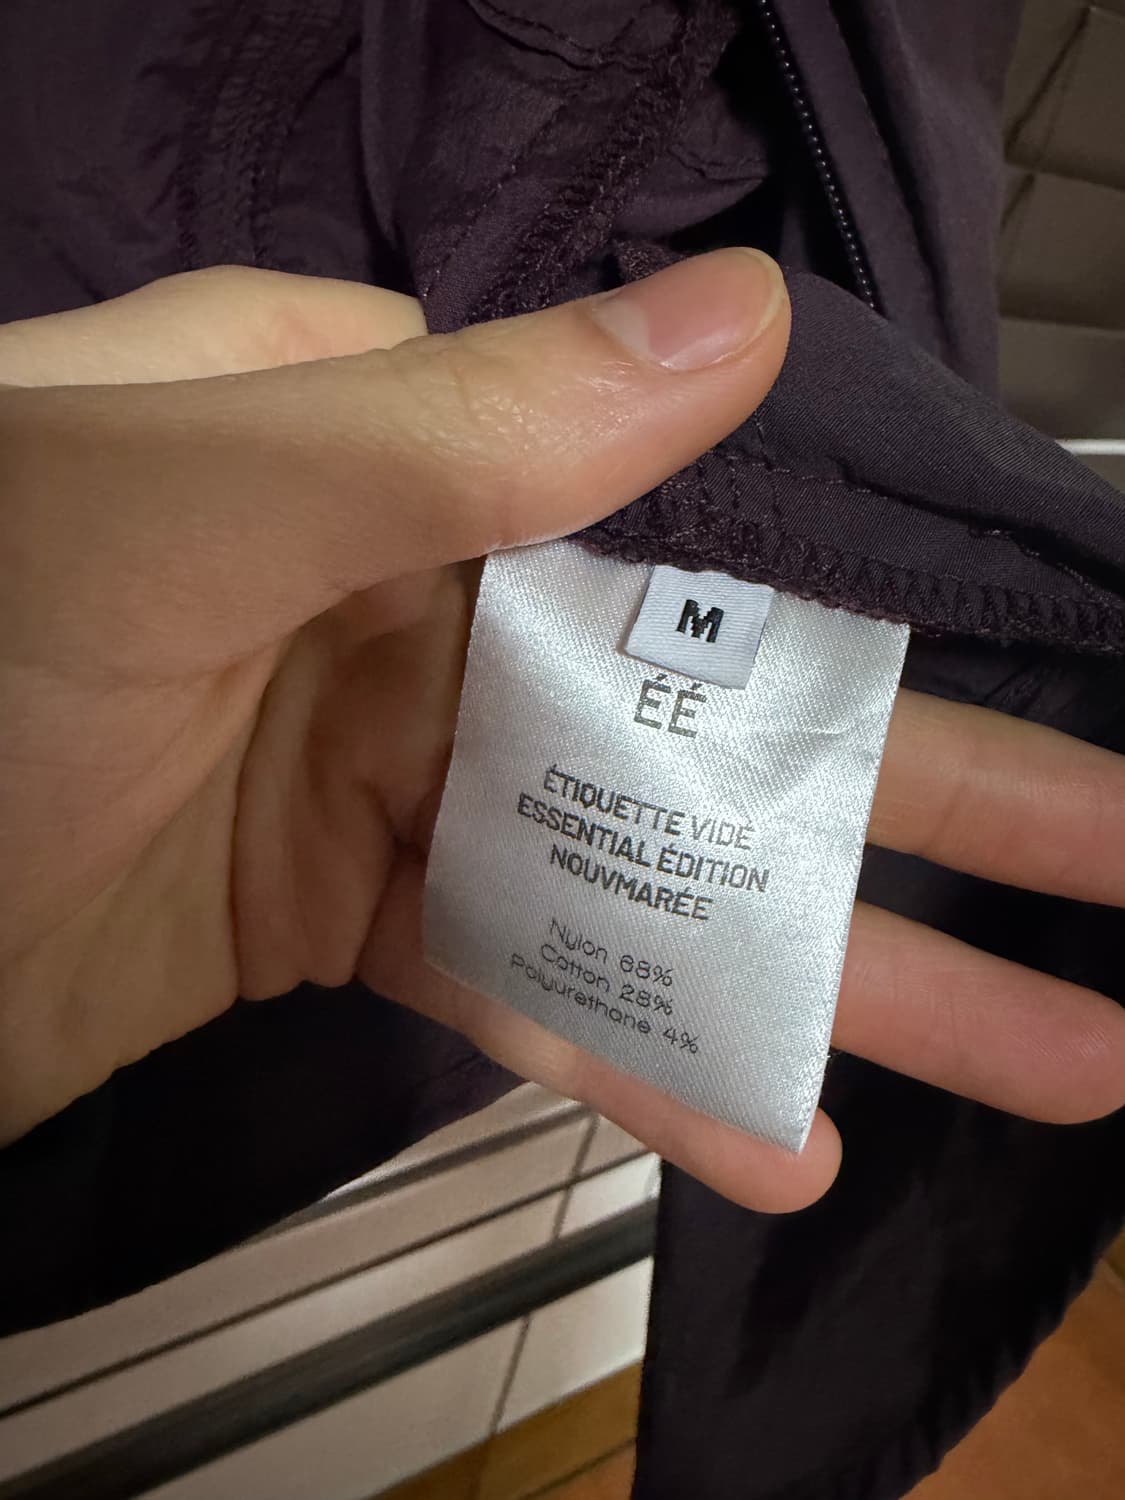 M
ÉÉ
ÉTIQUETTE VIDE
ESSENTIAL ÉDITION
NOUVMARÉE
Nylon 68%
Cotton 28%
Polyurethane 4%